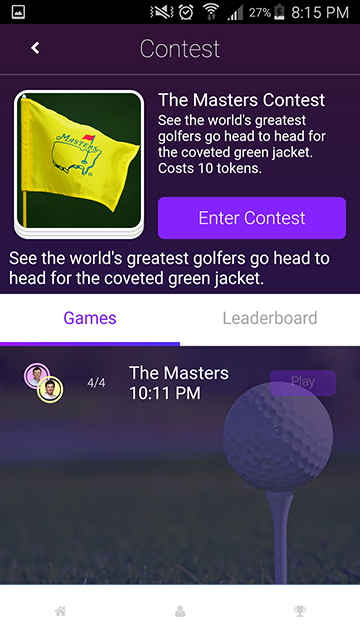 27% 8:15 PM
Contest
MASTERS
The Masters Contest
See the world's greatest
golfers go head to head for
the coveted green jacket.
Costs 10 tokens.
Enter Contest
See the world's greatest golfers go head to
head for the coveted green jacket.
Games
Leaderboard
4/4
The Masters
10:11 PM
Play